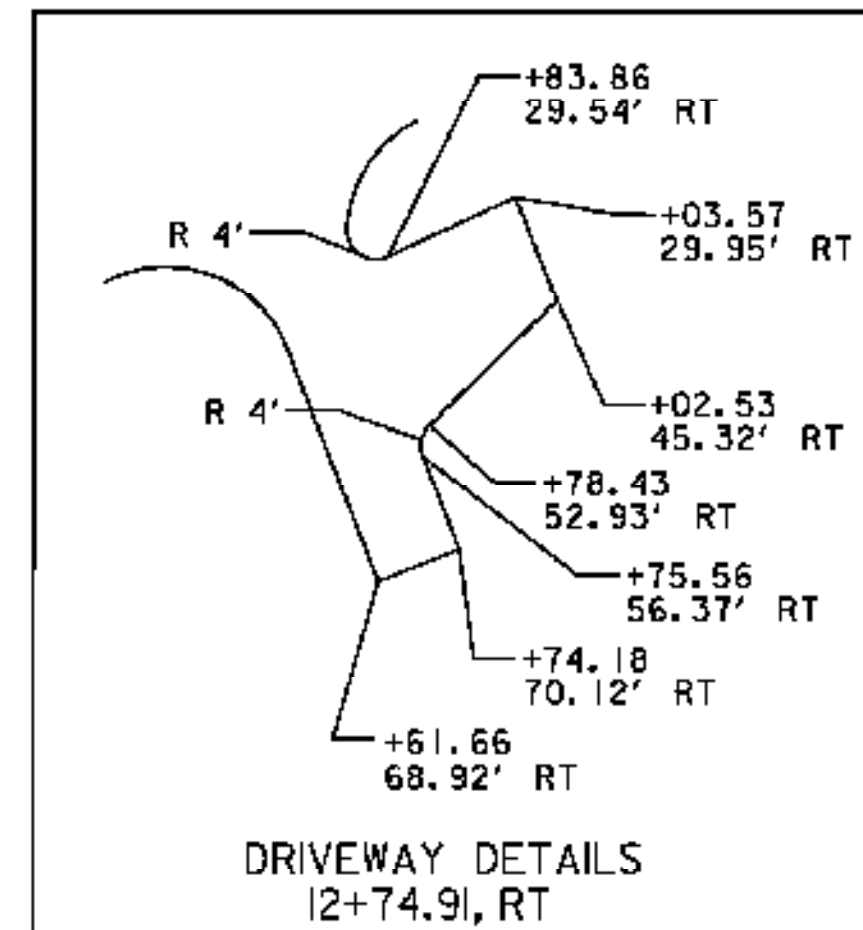 +83.86
29.54' RT
R 4'
+03.57
29.95' RT
R 4'
+02.53
45.32' RT
+78.43
52.93' RT
+75.56
56.37' RT
+74.18
70.12' RT
+61.66
68.92' RT
DRIVEWAY DETAILS
12+74.91, RT